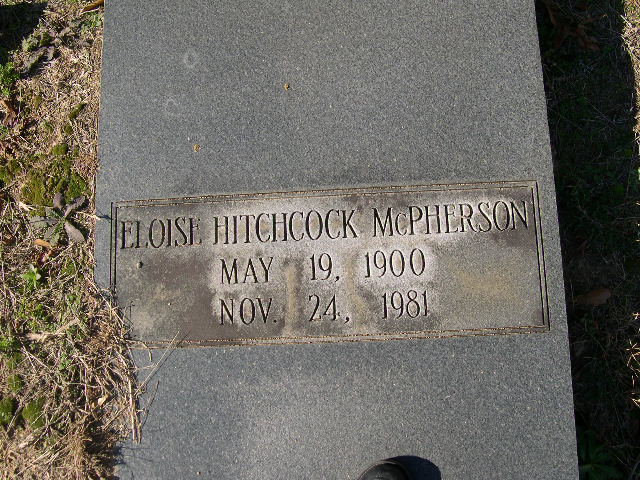 ELOISE HITCHCOCK McPHERSON
MAY 19, 1900
NOV. 24, 1981